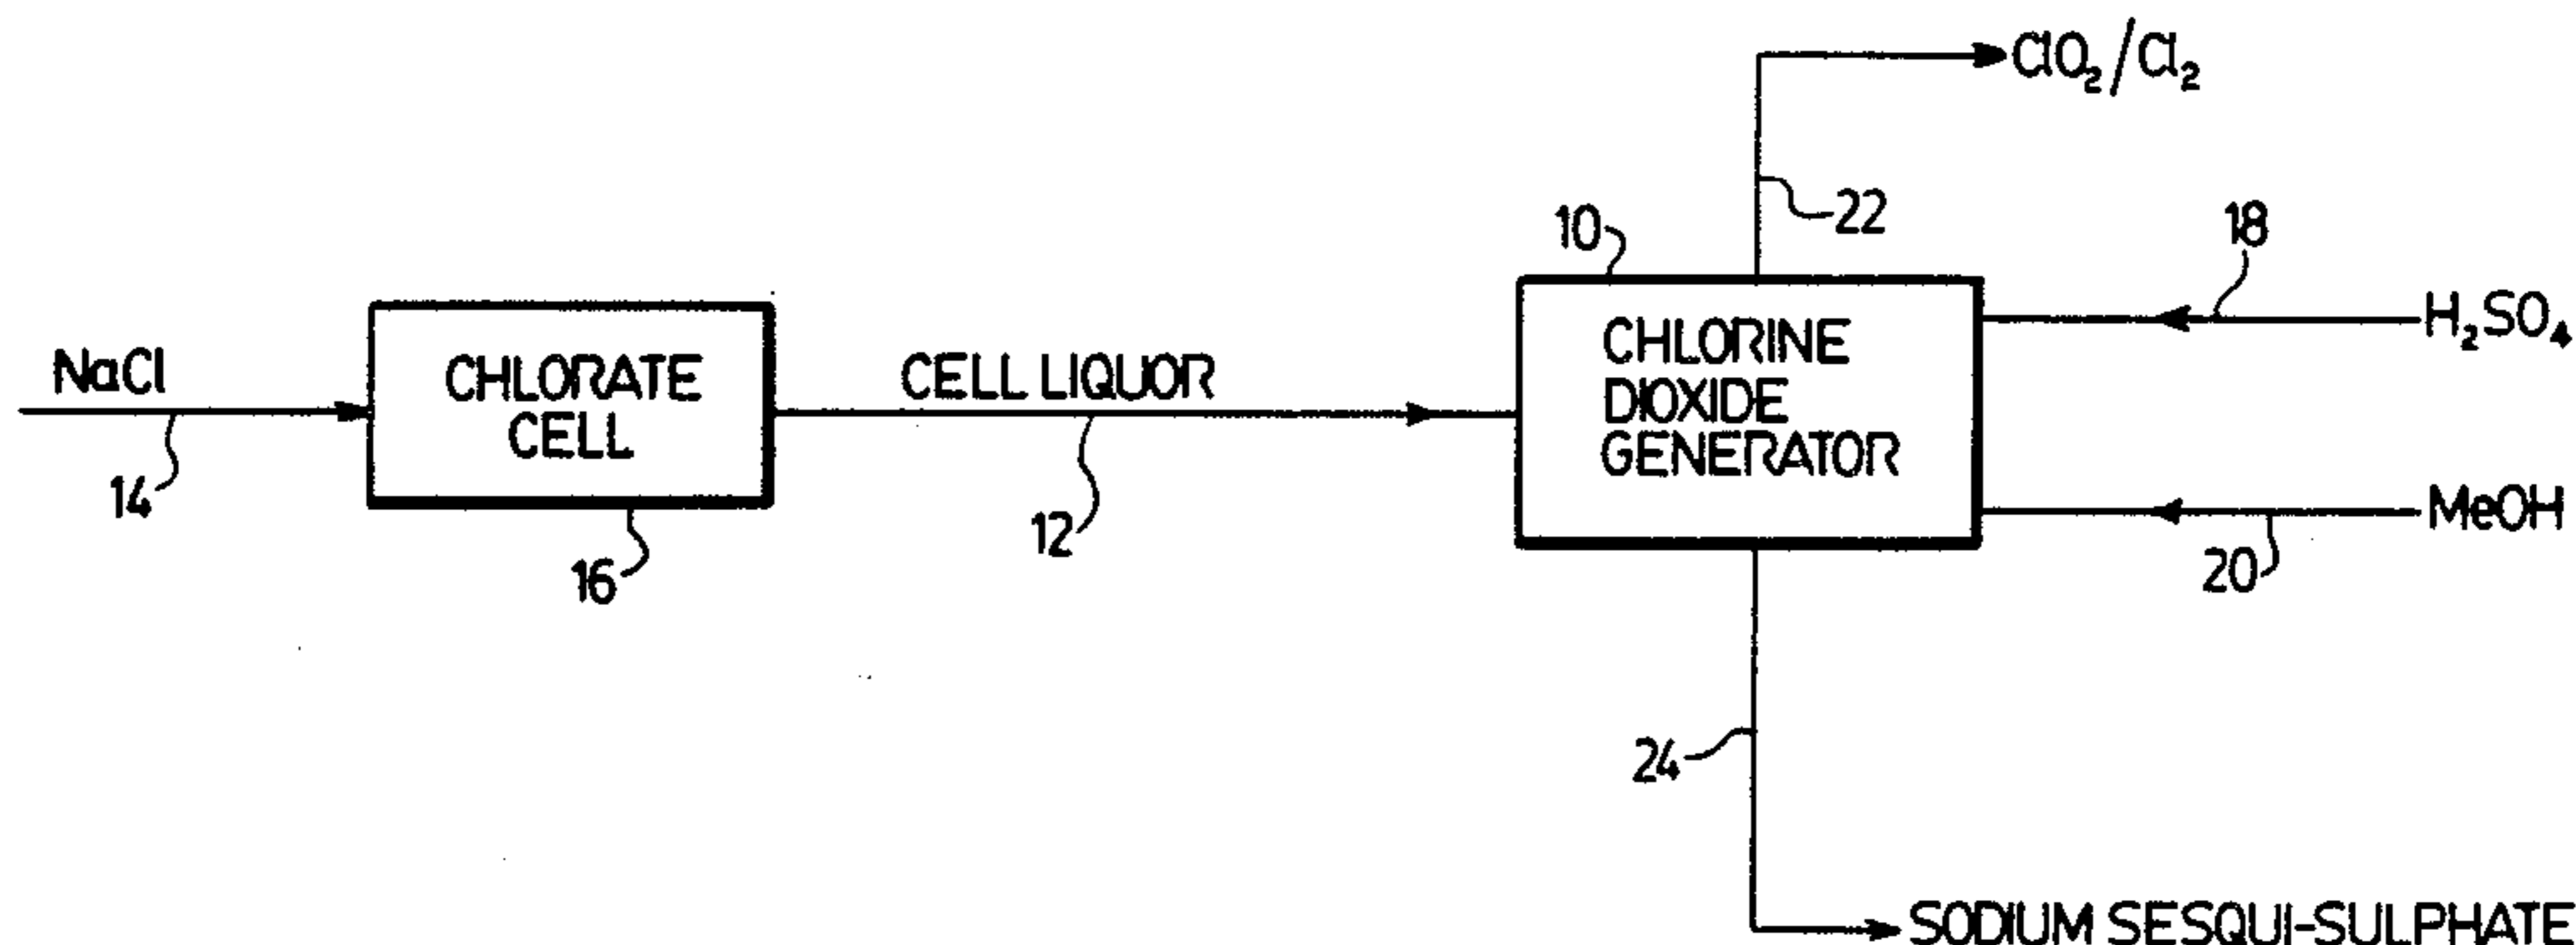 ClO₂/Cl₂
22
10
18
H₂SO₄
NaCl
14
CHLORATE
CELL
16
CELL LIQUOR
12
CHLORINE
DIOXIDE
GENERATOR
MeOH
20
24
SODIUM SESQUI-SULPHATE